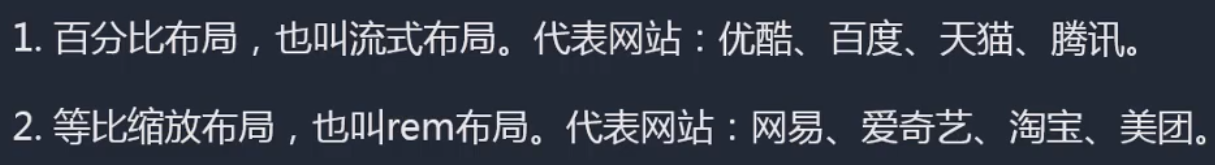 1. 百分比布局，也叫流式布局。代表网站：优酷、百度、天猫、腾讯。
2. 等比缩放布局，也叫rem布局。代表网站：网易、爱奇艺、淘宝、美团。